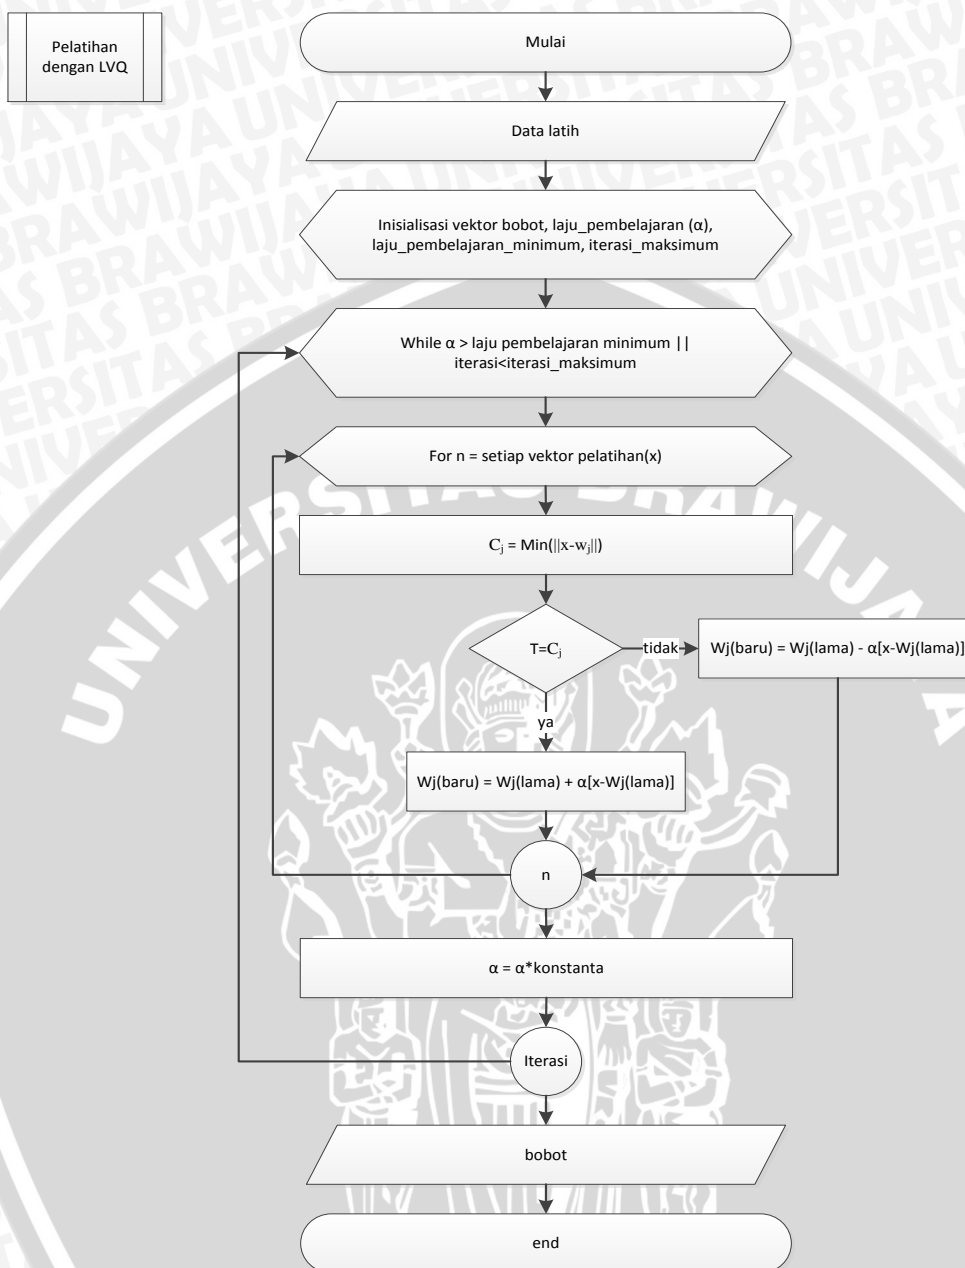 Pelatihan
dengan LVQ
Mulai
Data latih
Inisialisasi vektor bobot, laju_pembelajaran (α),
laju_pembelajaran_minimum, iterasi_maksimum
While α > laju pembelajaran minimum ||
iterasi<iterasi_maksimum
For n = setiap vektor pelatihan(x)
UNIVERSITAS BRAWIJAYA
Cj = Min(||x-wj||)
T=Cj
tidak
Wj(baru) = Wj(lama) - α[x-Wj(lama)]
ya
Wj(baru) = Wj(lama) + α[x-Wj(lama)]
n
α = α*konstanta
Iterasi
bobot
end